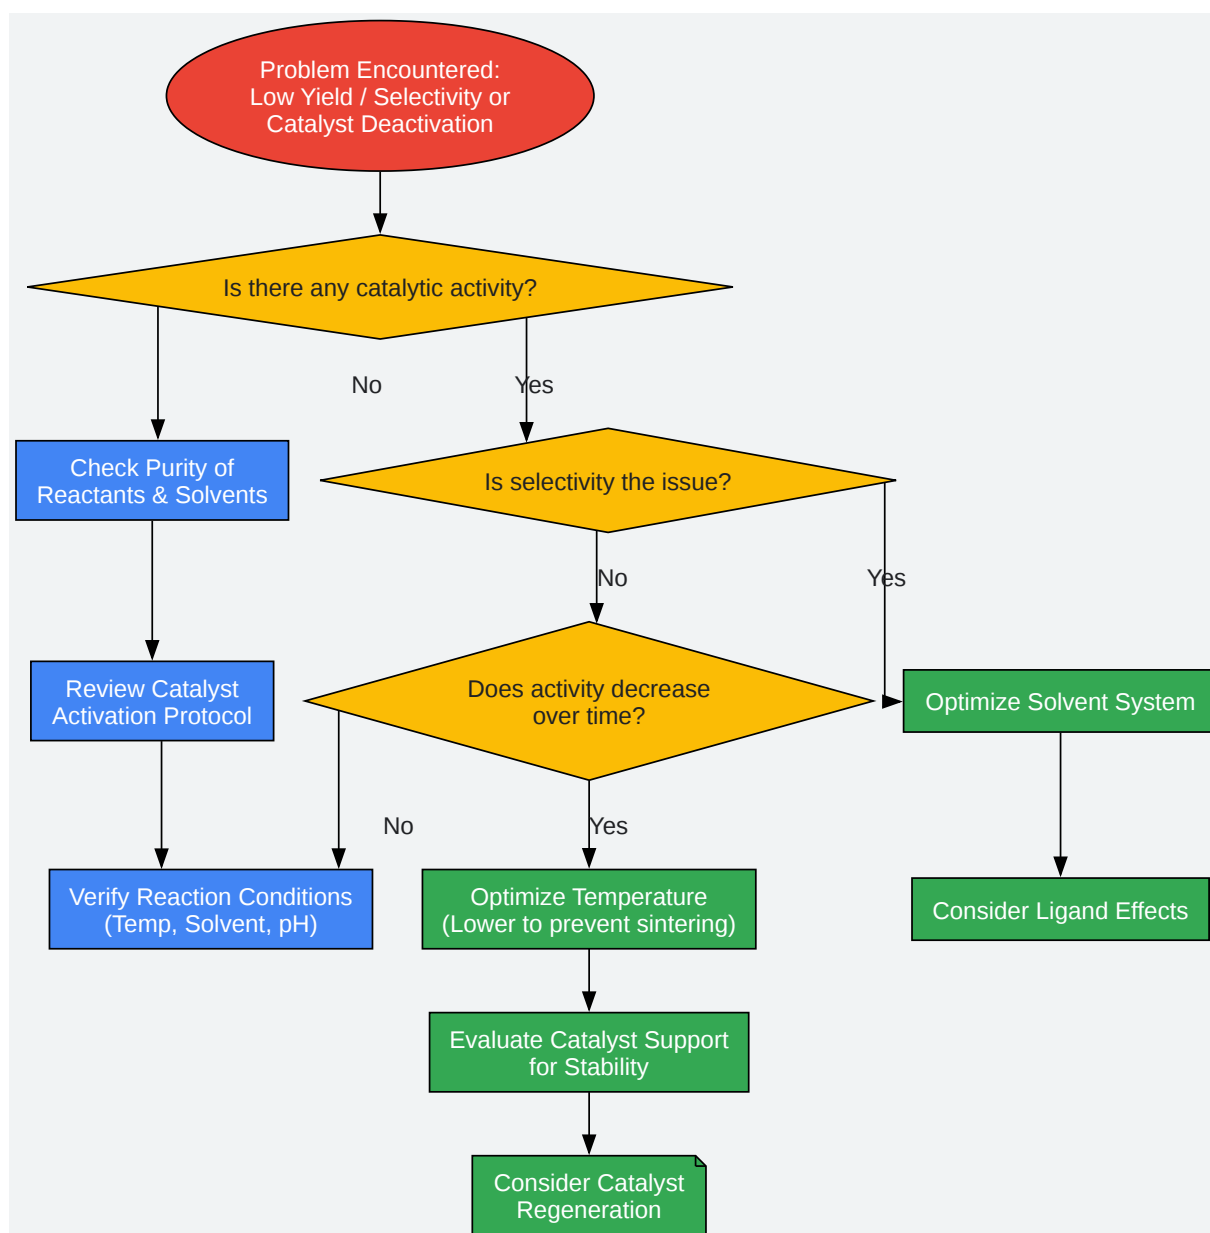 Problem Encountered:
Low Yield / Selectivity or
Catalyst Deactivation
Is there any catalytic activity?
No
Yes
Check Purity of
Reactants & Solvents
Is selectivity the issue?
No
Yes
Review Catalyst
Activation Protocol
Does activity decrease
over time?
Optimize Solvent System
No
Yes
Verify Reaction Conditions
(Temp, Solvent, pH)
Optimize Temperature
(Lower to prevent sintering)
Consider Ligand Effects
Evaluate Catalyst Support
for Stability
Consider Catalyst
Regeneration